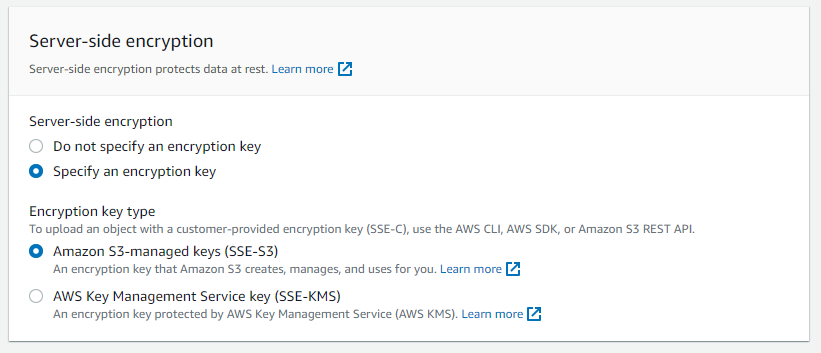 Server-side encryption
Server-side encryption protects data at rest. Learn more
Server-side encryption
Do not specify an encryption key
Specify an encryption key
Encryption key type
To upload an object with a customer-provided encryption key (SSE-C), use the AWS CLI, AWS SDK, or Amazon S3 REST API.
Amazon S3-managed keys (SSE-S3)
An encryption key that Amazon S3 creates, manages, and uses for you. Learn more
AWS Key Management Service key (SSE-KMS)
An encryption key protected by AWS Key Management Service (AWS KMS). Learn more